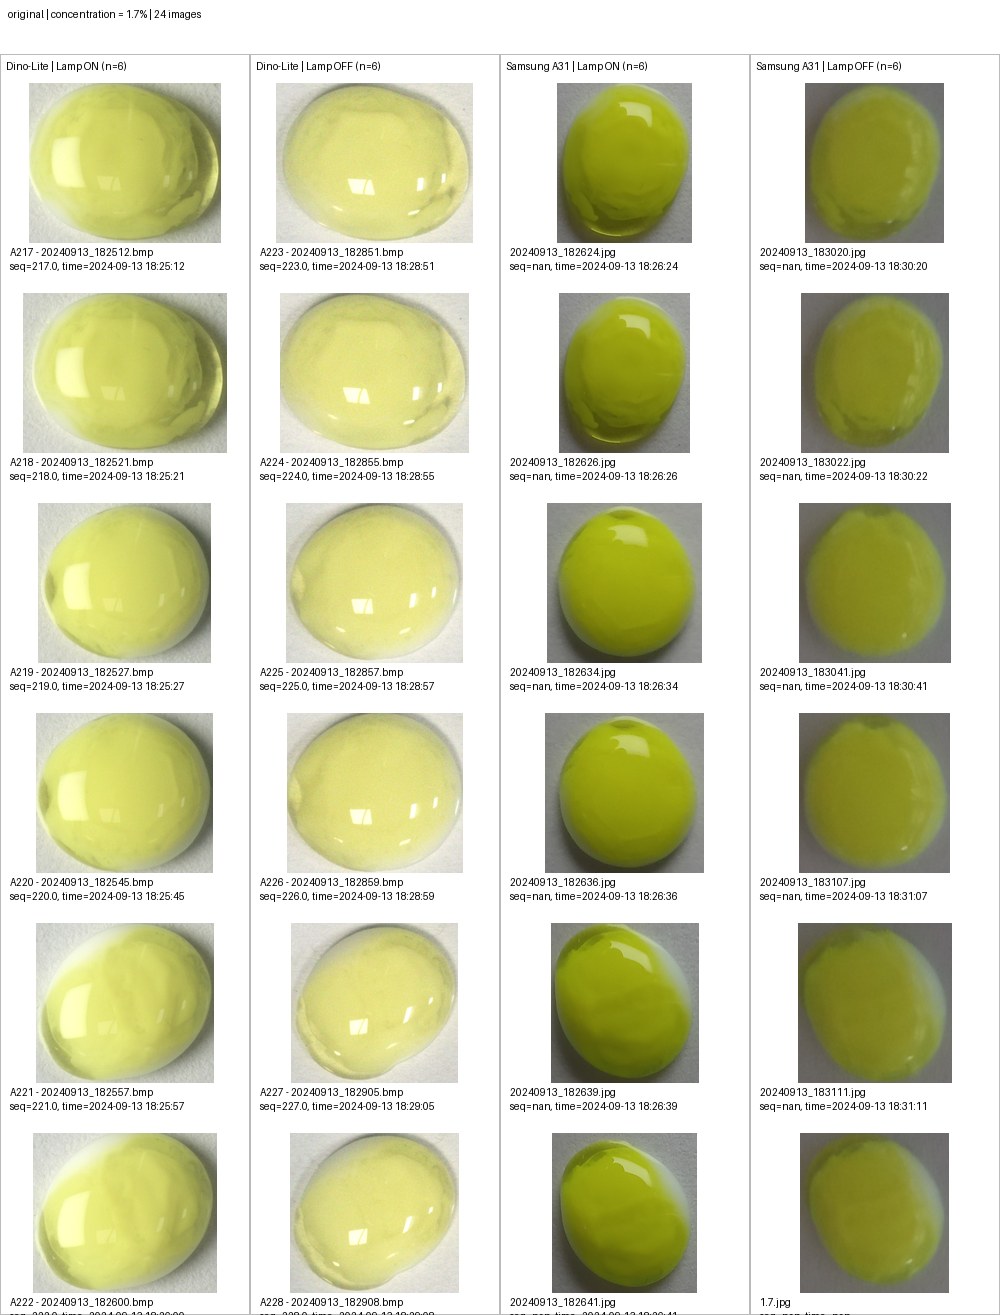 original | concentration = 1.7% | 24 images
Dino-Lite | Lamp ON (n=6)
Dino-Lite | Lamp OFF (n=6)
Samsung A31 | Lamp ON (n=6)
Samsung A31 | Lamp OFF (n=6)
A217 - 20240913_182512.bmp
seq=217.0, time=2024-09-13 18:25:12
A223 - 20240913_182851.bmp
seq=223.0, time=2024-09-13 18:28:51
20240913_182624.jpg
seq=nan, time=2024-09-13 18:26:24
20240913_183020.jpg
seq=nan, time=2024-09-13 18:30:20
A218 - 20240913_182521.bmp
seq=218.0, time=2024-09-13 18:25:21
A224 - 20240913_182855.bmp
seq=224.0, time=2024-09-13 18:28:55
20240913_182626.jpg
seq=nan, time=2024-09-13 18:26:26
20240913_183022.jpg
seq=nan, time=2024-09-13 18:30:22
A219 - 20240913_182527.bmp
seq=219.0, time=2024-09-13 18:25:27
A225 - 20240913_182857.bmp
seq=225.0, time=2024-09-13 18:28:57
20240913_182634.jpg
seq=nan, time=2024-09-13 18:26:34
20240913_183041.jpg
seq=nan, time=2024-09-13 18:30:41
A220 - 20240913_182545.bmp
seq=220.0, time=2024-09-13 18:25:45
A226 - 20240913_182859.bmp
seq=226.0, time=2024-09-13 18:28:59
20240913_182636.jpg
seq=nan, time=2024-09-13 18:26:36
20240913_183107.jpg
seq=nan, time=2024-09-13 18:31:07
A221 - 20240913_182557.bmp
seq=221.0, time=2024-09-13 18:25:57
A227 - 20240913_182905.bmp
seq=227.0, time=2024-09-13 18:29:05
20240913_182639.jpg
seq=nan, time=2024-09-13 18:26:39
20240913_183111.jpg
seq=nan, time=2024-09-13 18:31:11
A222 - 20240913_182600.bmp
A228 - 20240913_182908.bmp
20240913_182641.jpg
1.7.jpg